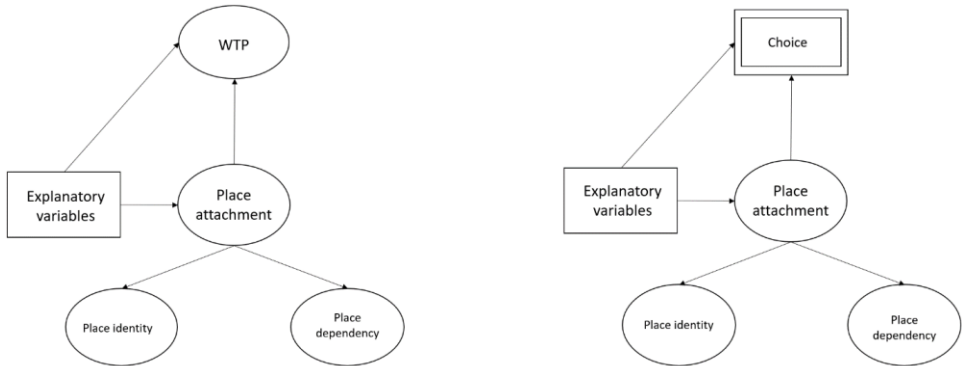 WTP
Explanatory
variables
Place
attachment
Place identity
Place
dependency
Choice
Explanatory
variables
Place
attachment
Place identity
Place
dependency